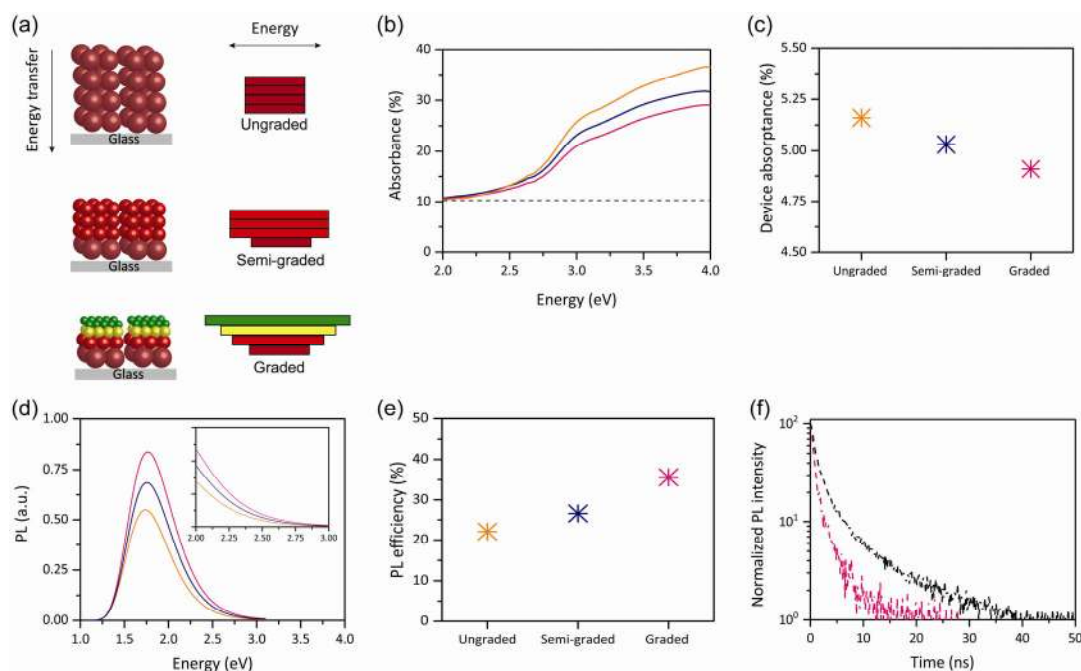 (a)
Energy transfer
Glass
Energy
Ungraded
Glass
Semi-graded
Glass
Graded
(b)
Absorbance (%)
40
30
20
10
0
2.0 2.5 3.0 3.5 4.0
Energy (eV)
(c)
Device absorptance (%)
5.50
5.25
5.00
4.75
4.50
Ungraded Semi-graded Graded
(d)
PL (a.u.)
1.00
0.75
0.50
0.25
0.00
1.0 1.5 2.0 2.5 3.0 3.5 4.0
Energy (eV)
2.00 2.25 2.50 2.75 3.00
(e)
PL efficiency (%)
50
40
30
20
10
0
Ungraded Semi-graded Graded
(f)
Normalized PL intensity
10²
10¹
10⁰
0 10 20 30 40 50
Time (ns)